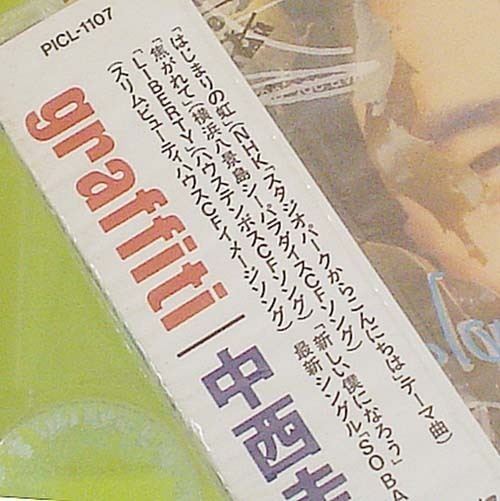 PICL-1107
graffiti
中西
「はじまりの虹」(NHK「スタジオパークからこんにちは」テーマ曲)
「焦がれて」(横浜八景島シーパラダイスCFソング)「新しい僕になろう」
「LIBERTY」(ハウステンボスCFソング) 最新シングル「SOBA
(スリムビューティハウスCFイメージソング)